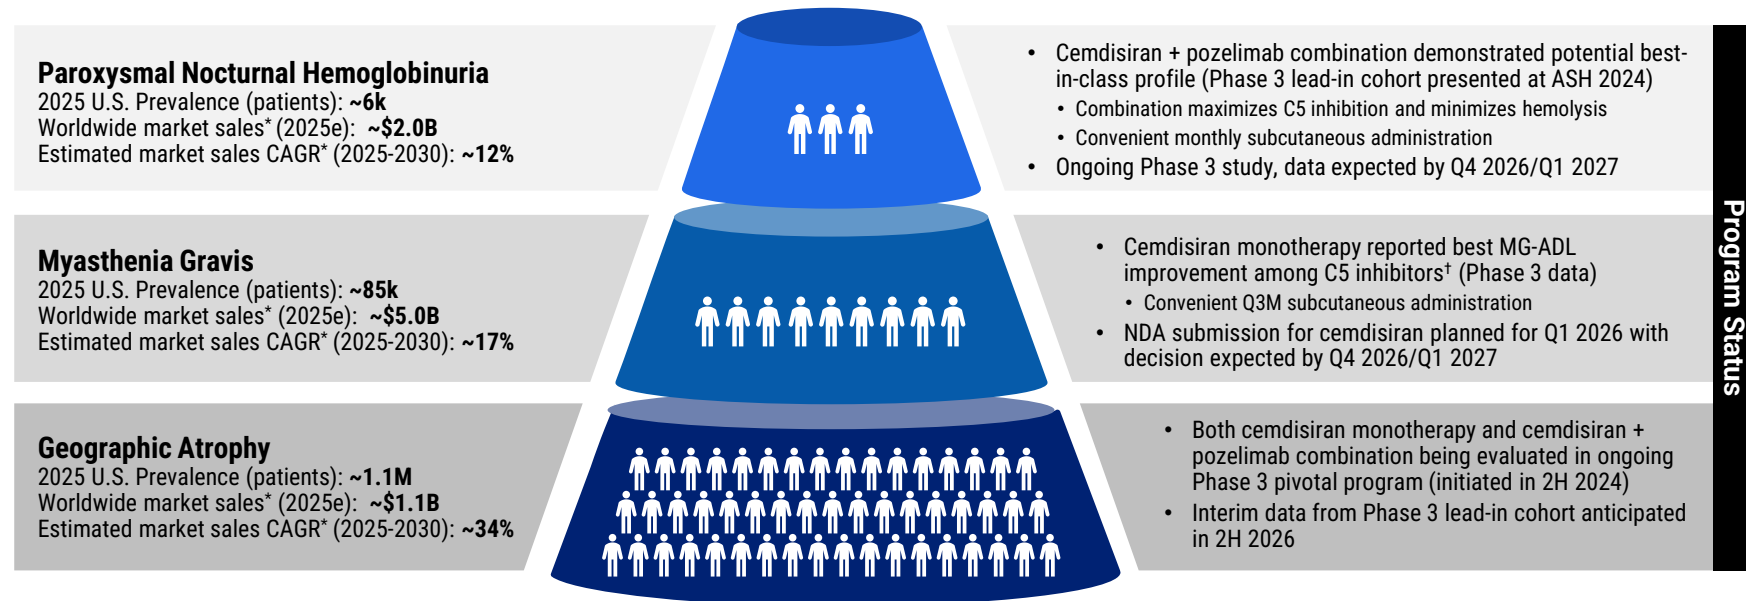 Paroxysmal Nocturnal Hemoglobinuria
2025 U.S. Prevalence (patients): ~6k
Worldwide market sales* (2025e): ~$2.0B
Estimated market sales CAGR* (2025-2030): ~12%
• Cemdisiran + pozelimab combination demonstrated potential best-
in-class profile (Phase 3 lead-in cohort presented at ASH 2024)
• Combination maximizes C5 inhibition and minimizes hemolysis
• Convenient monthly subcutaneous administration
• Ongoing Phase 3 study, data expected by Q4 2026/Q1 2027
Myasthenia Gravis
2025 U.S. Prevalence (patients): ~85k
Worldwide market sales* (2025e): ~$5.0B
Estimated market sales CAGR* (2025-2030): ~17%
• Cemdisiran monotherapy reported best MG-ADL
improvement among C5 inhibitors† (Phase 3 data)
• Convenient Q3M subcutaneous administration
• NDA submission for cemdisiran planned for Q1 2026 with
decision expected by Q4 2026/Q1 2027
Geographic Atrophy
2025 U.S. Prevalence (patients): ~1.1M
Worldwide market sales* (2025e): ~$1.1B
Estimated market sales CAGR* (2025-2030): ~34%
• Both cemdisiran monotherapy and cemdisiran +
pozelimab combination being evaluated in ongoing
Phase 3 pivotal program (initiated in 2H 2024)
• Interim data from Phase 3 lead-in cohort anticipated
in 2H 2026
Program Status